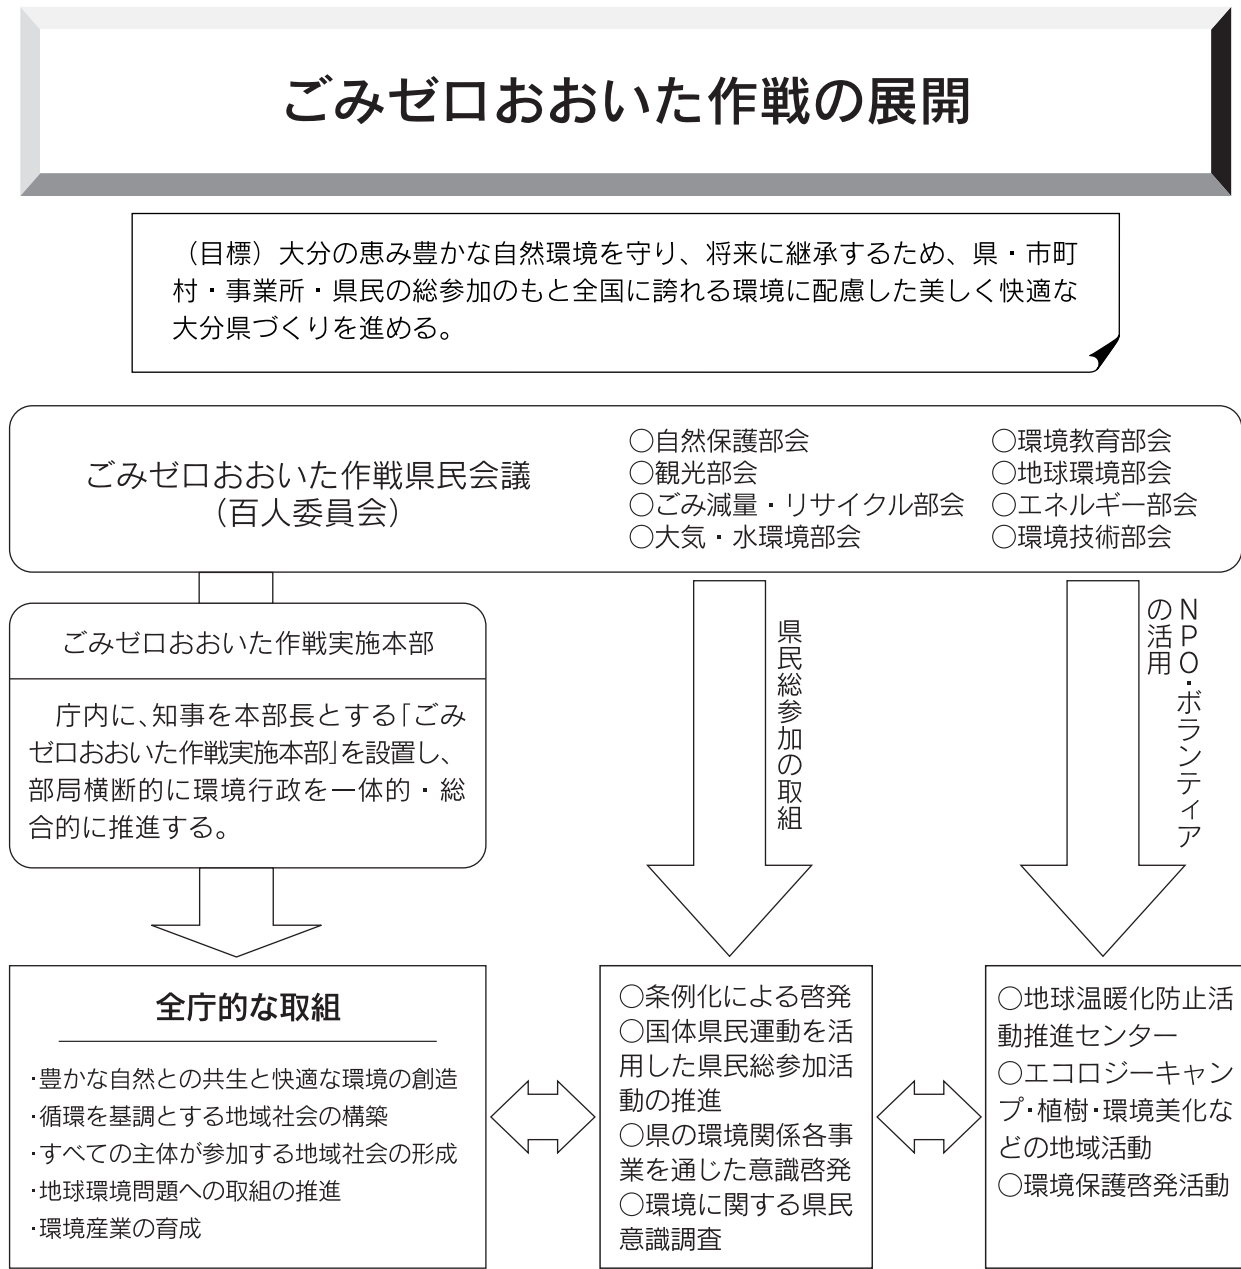 ごみゼロおおいた作戦の展開
（目標）大分の恵み豊かな自然環境を守り、将来に継承するため、県・市町
村・事業所・県民の総参加のもと全国に誇れる環境に配慮した美しく快適な
大分県づくりを進める。
ごみゼロおおいた作戦県民会議
（百人委員会）
○自然保護部会
○観光部会
○ごみ減量・リサイクル部会
○大気・水環境部会
○環境教育部会
○地球環境部会
○エネルギー部会
○環境技術部会
ごみゼロおおいた作戦実施本部
庁内に、知事を本部長とする「ごみ
ゼロおおいた作戦実施本部」を設置し、
部局横断的に環境行政を一体的・総
合的に推進する。
県民総参加の取組
NPO・ボランティア
の活用
全庁的な取組
・豊かな自然との共生と快適な環境の創造
・循環を基調とする地域社会の構築
・すべての主体が参加する地域社会の形成
・地球環境問題への取組の推進
・環境産業の育成
○条例化による啓発
○国体県民運動を活
用した県民総参加活
動の推進
○県の環境関係各事
業を通じた意識啓発
○環境に関する県民
意識調査
○地球温暖化防止活
動推進センター
○エコロジーキャン
プ・植樹・環境美化な
どの地域活動
○環境保護啓発活動